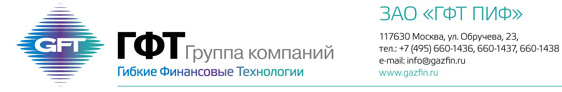 GFT
ГФТ Группа компаний
Гибкие Финансовые Технологии
ЗАО «ГФТ ПИФ»
117630 Москва, ул. Обручева, 23,
тел.: +7 (495) 660-1436, 660-1437, 660-1438
e-mail: info@gazfin.ru
www.gazfin.ru